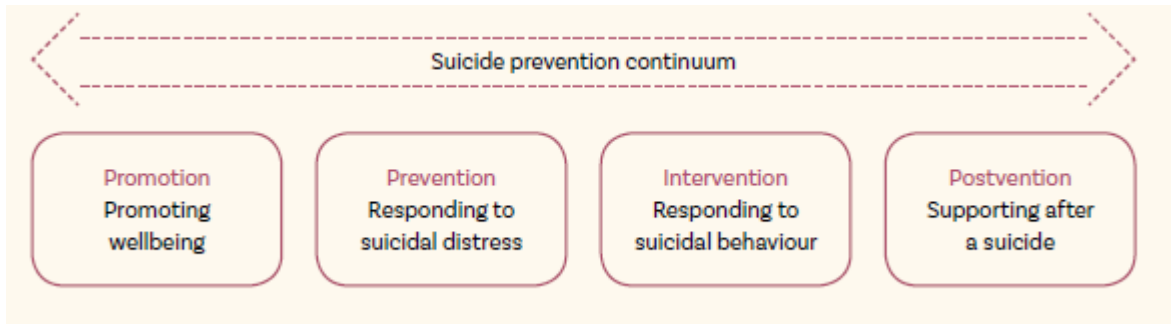 Suicide prevention continuum
Promotion
Promoting
wellbeing
Prevention
Responding to
suicidal distress
Intervention
Responding to
suicidal behaviour
Postvention
Supporting after
a suicide